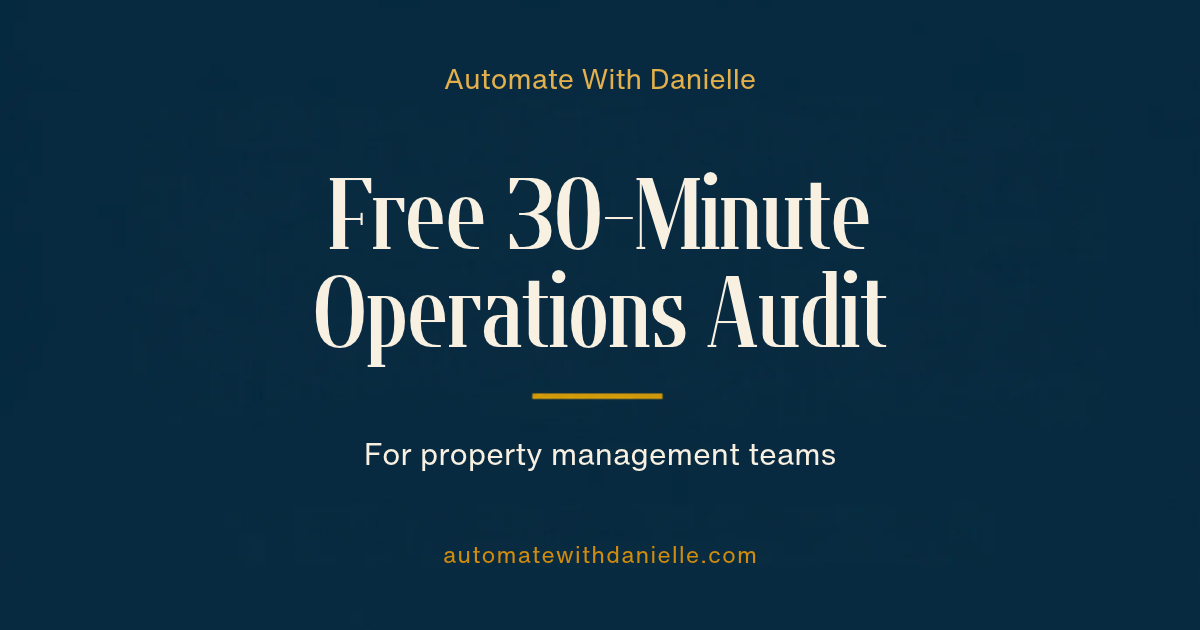 Automate With Danielle
Free 30-Minute
Operations Audit
For property management teams
automatewithdanielle.com